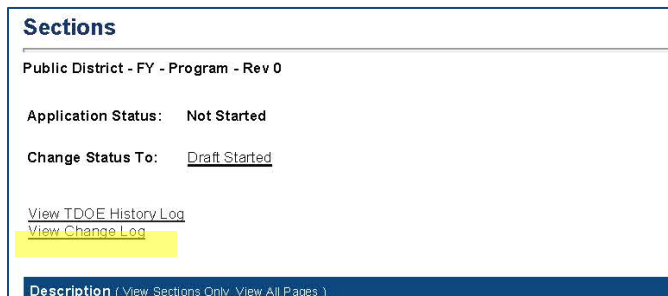 Sections
Public District - FY - Program - Rev 0
Application Status: Not Started
Change Status To: Draft Started
View TDOE History Log
View Change Log
Description ( View Sections Only View All Pages )